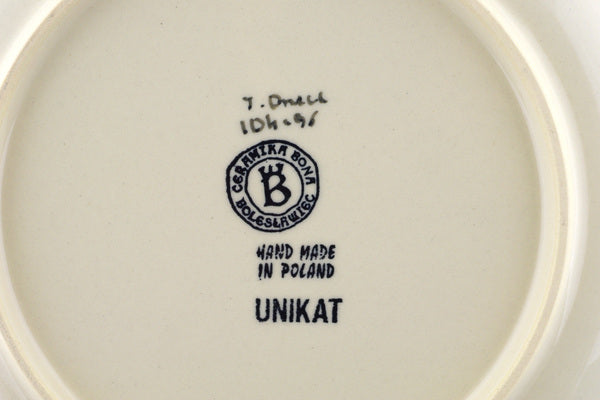 CERAMIKA BONA
BOLESŁAWIEC
B
HAND MADE
IN POLAND
UNIKAT